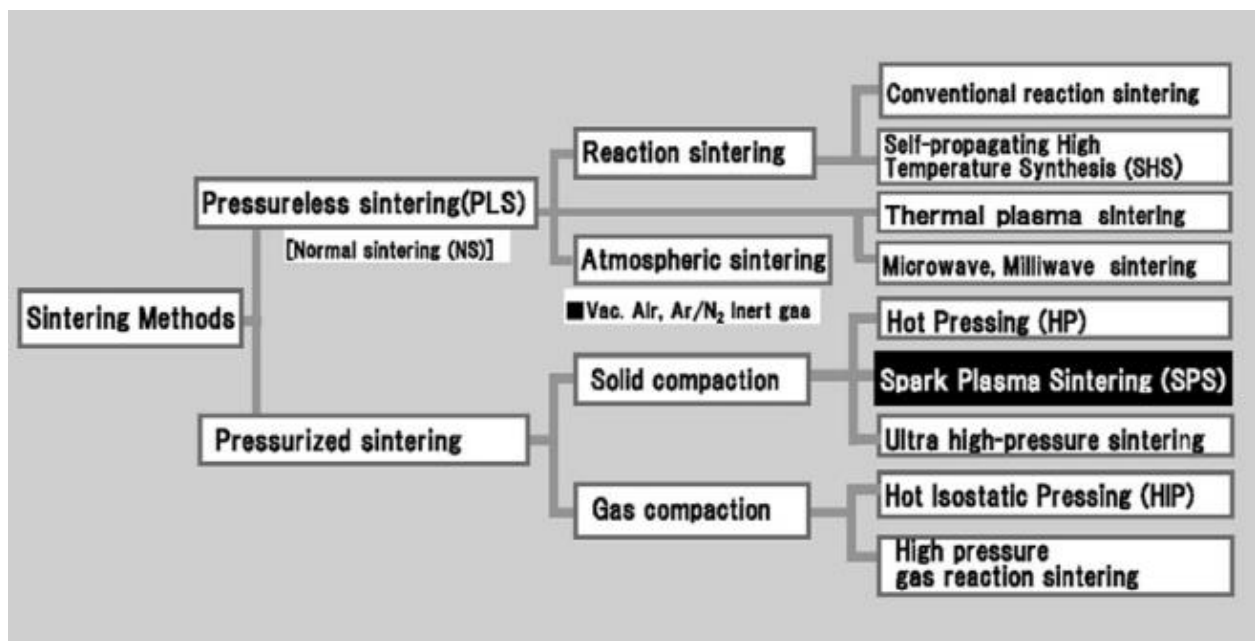 Conventional reaction sintering
Reaction sintering
Self-propagating High
Temperature Synthesis (SHS)
Pressureless sintering(PLS)
[Normal sintering (NS)]
Thermal plasma sintering
Atmospheric sintering
Microwave, Milliwave sintering
■Vac. Air, Ar/N₂ Inert gas
Sintering Methods
Hot Pressing (HP)
Solid compaction
Spark Plasma Sintering (SPS)
Pressurized sintering
Ultra high-pressure sintering
Gas compaction
Hot Isostatic Pressing (HIP)
High pressure
gas reaction sintering